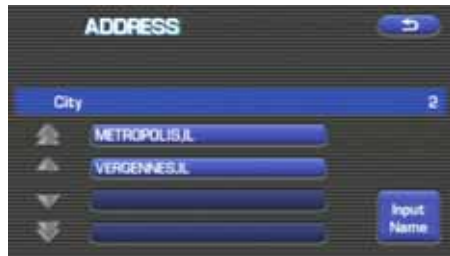 ADDRESS
City 2
METROPOLIS,IL
VERGENNES,IL
Input
Name